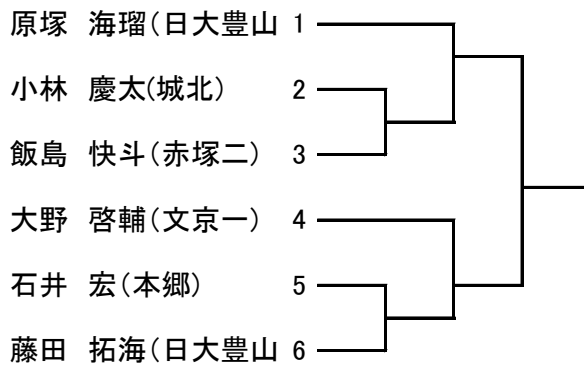 原塚 海瑠(日大豊山 1
小林 慶太(城北) 2
飯島 快斗(赤塚二) 3
大野 啓輔(文京一) 4
石井 宏(本郷) 5
藤田 拓海(日大豊山 6